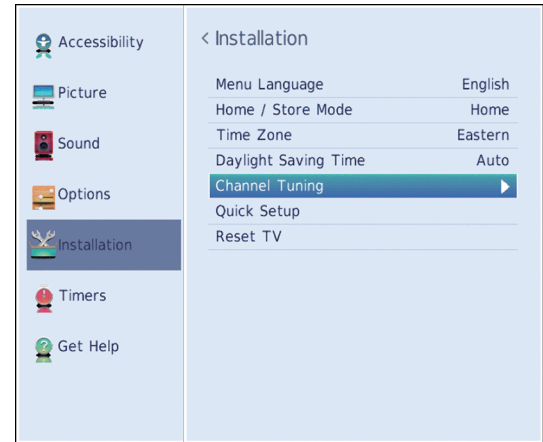 Accessibility
Picture
Sound
Options
Installation
Timers
Get Help
< Installation
Menu Language English
Home / Store Mode Home
Time Zone Eastern
Daylight Saving Time Auto
Channel Tuning
Quick Setup
Reset TV